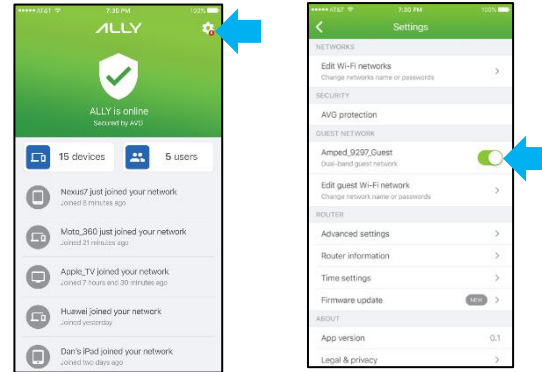 AT&T 7:30 PM 100%
ALLY
ALLY is online
Secured by AVG
15 devices
5 users
Nexus7 just joined your network
Joined 8 minutes ago
Moto_360 just joined your network
Joined 21 minutes ago
Apple_TV joined your network
Joined 7 hours and 30 minutes ago
Huawei joined your network
Joined yesterday
Dan's iPad joined your network
Joined two days ago
AT&T 7:30 PM 100%
Settings
NETWORKS
Edit Wi-Fi networks
Change networks name or passwords
SECURITY
AVG protection
GUEST NETWORK
Amped_9297_Guest
Dual-band guest network
Edit guest Wi-Fi network
Change network name or passwords
ROUTER
Advanced settings
Router information
Time settings
Firmware update NEW
ABOUT
App version 0.1
Legal & privacy